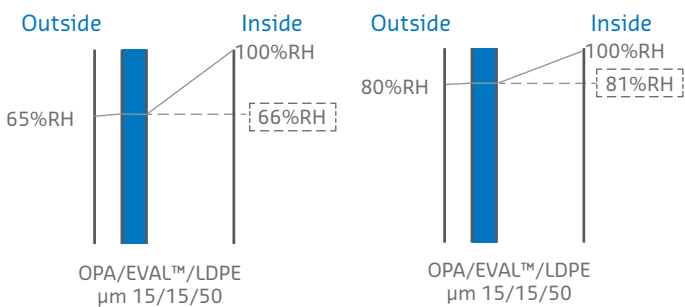 Outside
Inside
100%RH
65%RH
66%RH
OPA/EVAL™/LDPE
µm 15/15/50
Outside
Inside
100%RH
80%RH
81%RH
OPA/EVAL™/LDPE
µm 15/15/50